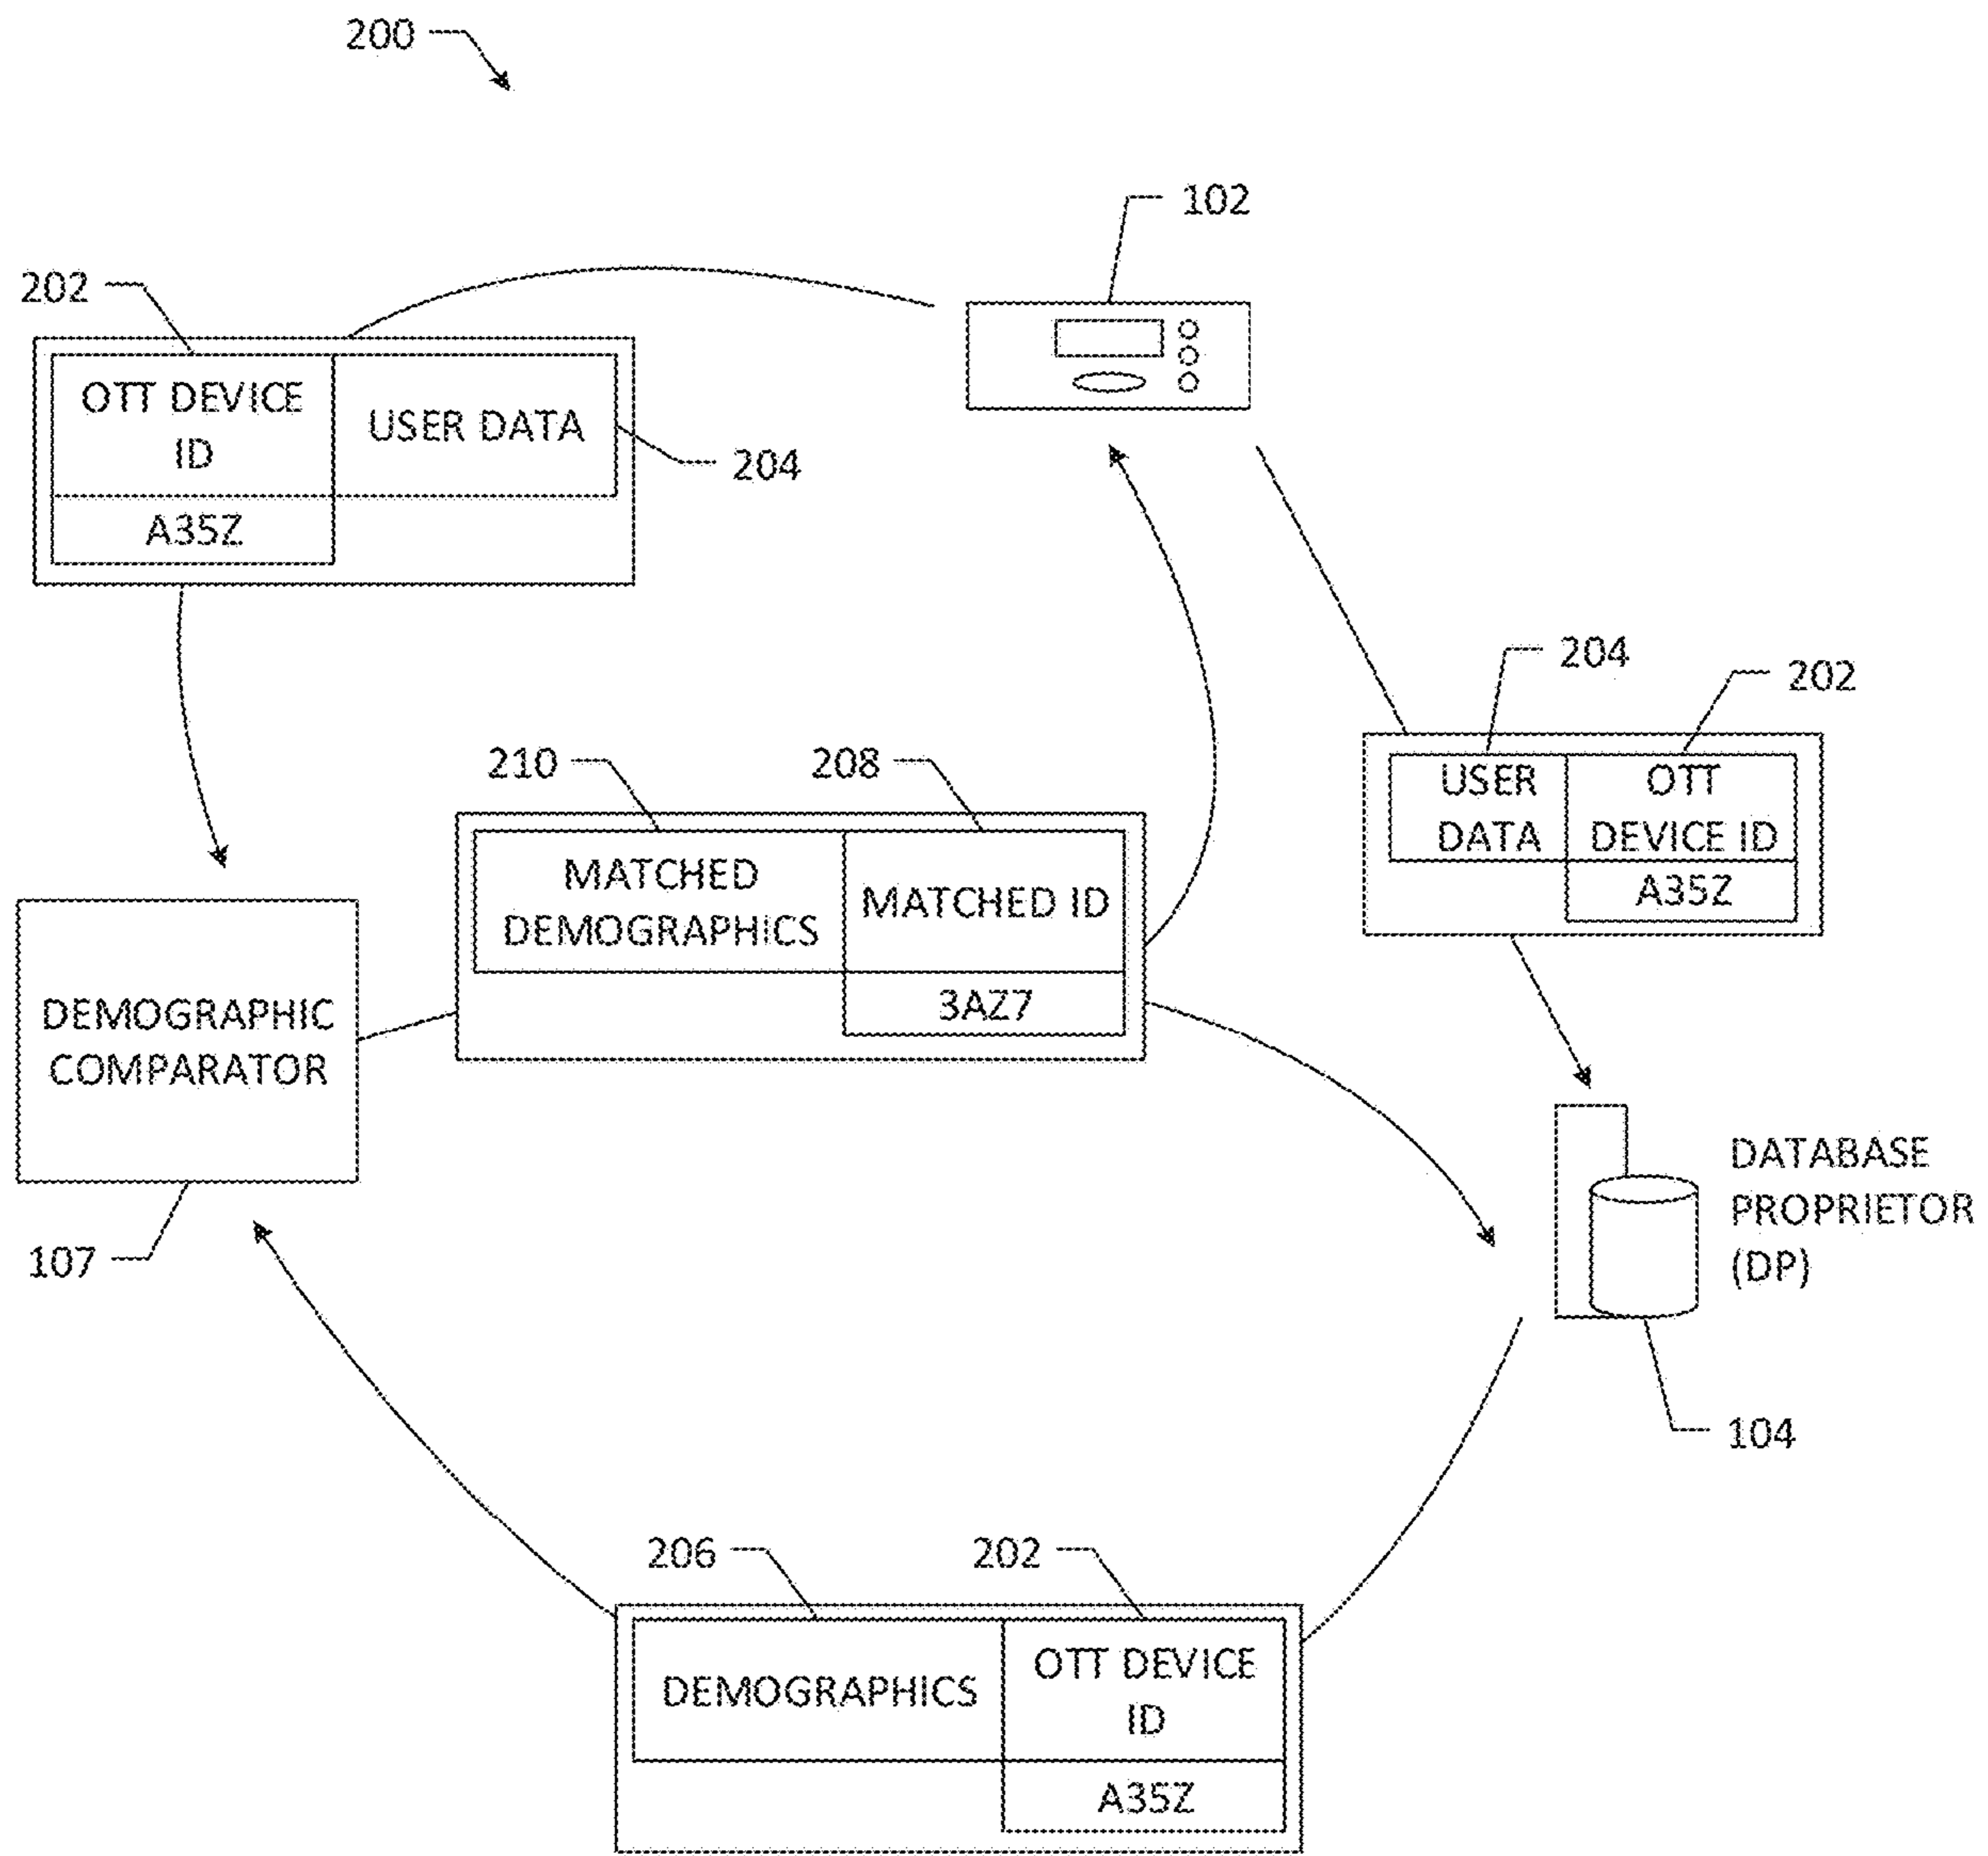 200
102
202
OTT DEVICE
ID
USER DATA
204
A35Z
204
202
USER
DATA
OTT
DEVICE ID
A35Z
210
208
MATCHED
DEMOGRAPHICS
MATCHED ID
3AZ7
DEMOGRAPHIC
COMPARATOR
107
DATABASE
PROPRIETOR
(DP)
104
206
202
DEMOGRAPHICS
OTT DEVICE
ID
A35Z